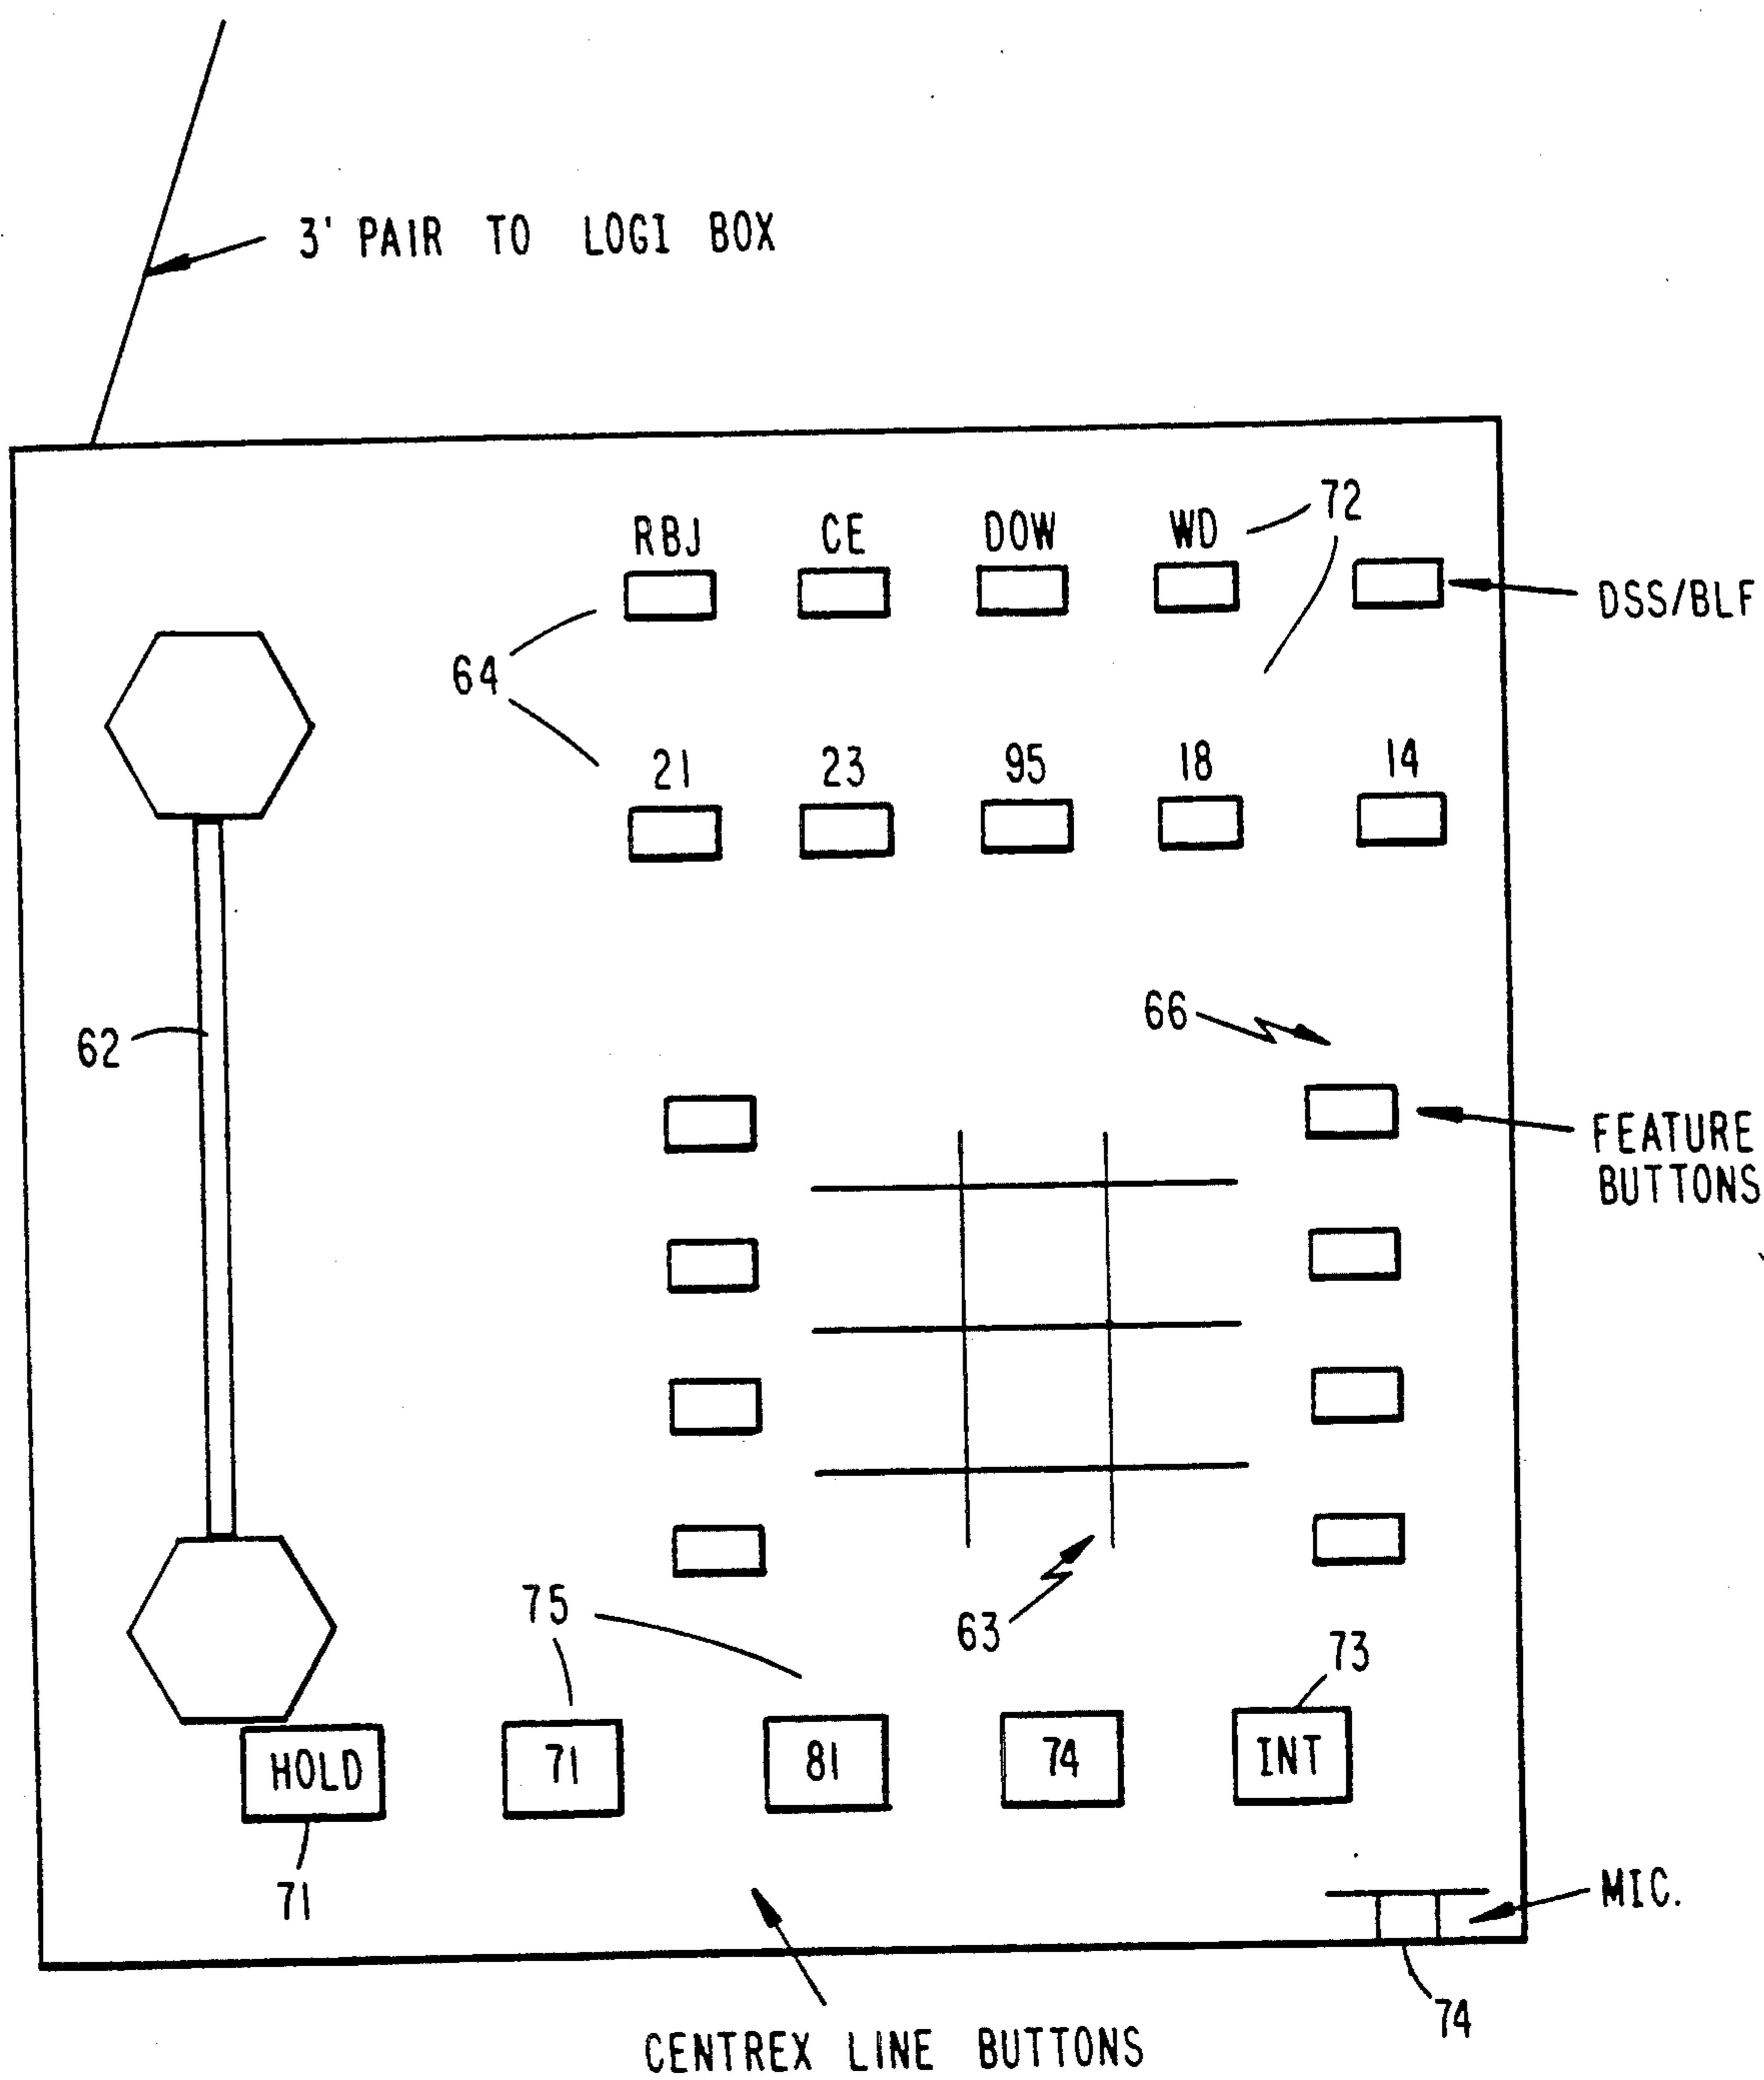 3' PAIR TO LOGI BOX
72
RBJ CE DOW WD
DSS/BLF
64
21 23 95 18 14
66
62
FEATURE
BUTTONS
75
63
73
HOLD 71 81 74 INT
71
MIC.
74
CENTREX LINE BUTTONS